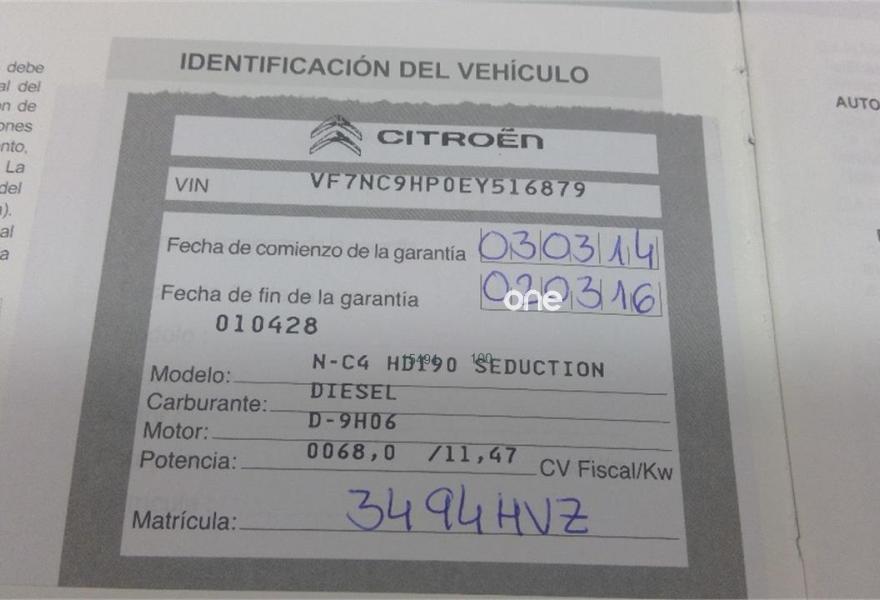 debe
al del
ón de
ones
nto,
La
del
).
al
a
IDENTIFICACIÓN DEL VEHÍCULO
CITROËN
VIN VF7NC9HP0EY516879
Fecha de comienzo de la garantía 030314
Fecha de fin de la garantía 020316
one
010428
Modelo: N-C4 HDI90 SEDUCTION
Carburante: DIESEL
Motor: D-9H06
Potencia: 0068,0 /11,47 CV Fiscal/Kw
Matrícula: 3494HVZ
AUTO